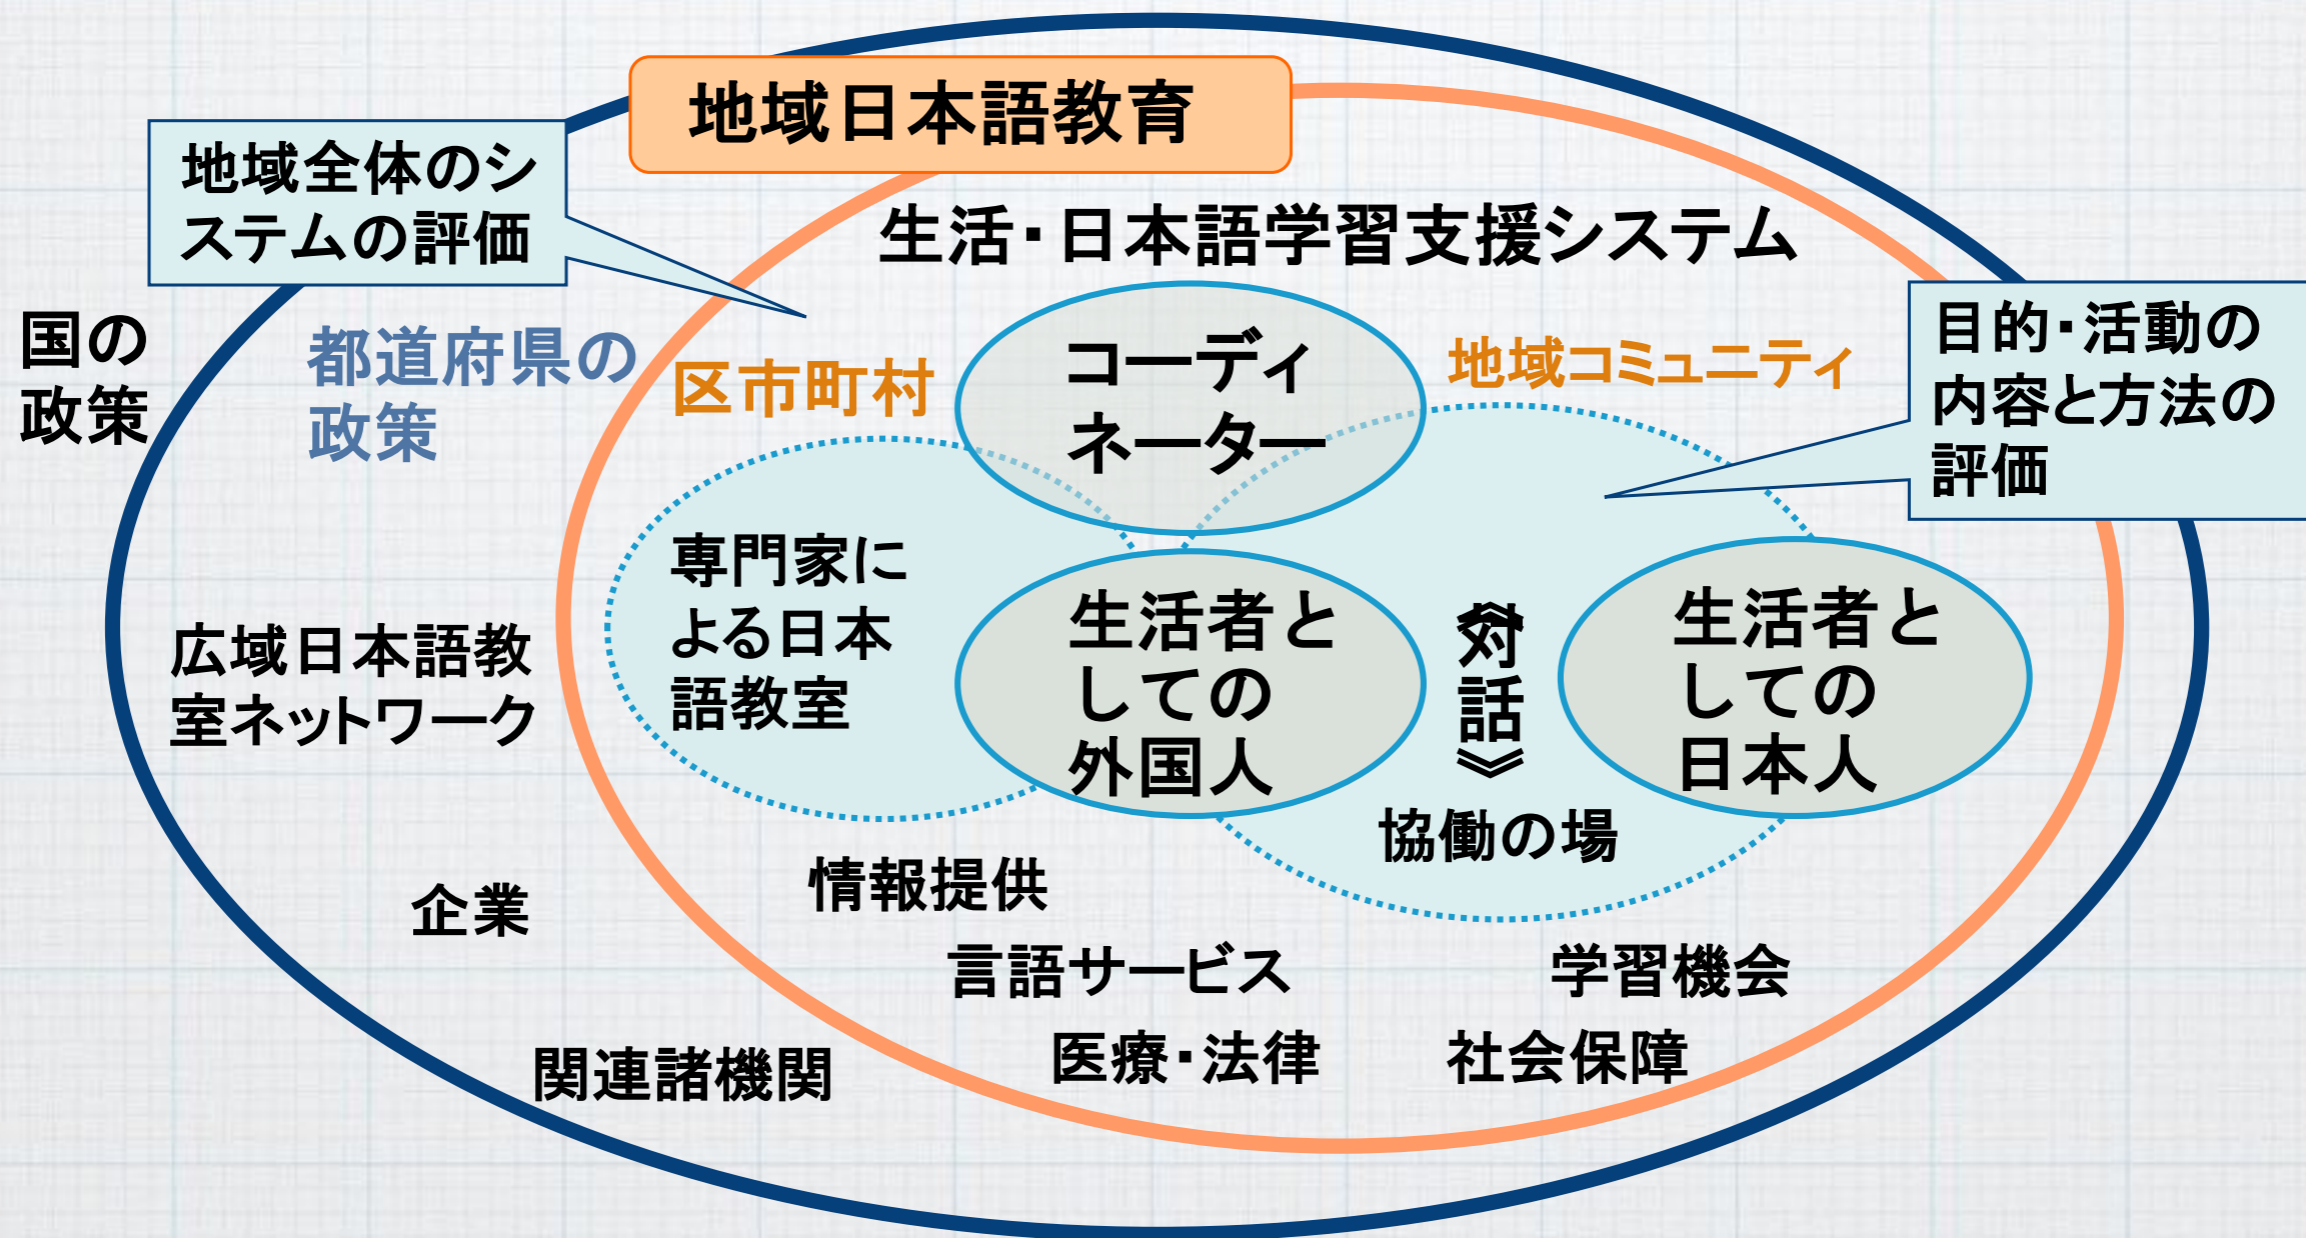 地域日本語教育
地域全体のシ
ステムの評価
生活・日本語学習支援システム
国の
政策
都道府県の
政策
区市町村
コーディ
ネーター
地域コミュニティ
目的・活動の
内容と方法の
評価
専門家に
よる日本
語教室
生活者と
しての
外国人
《対話》
生活者と
しての
日本人
協働の場
広域日本語教
室ネットワーク
企業
関連諸機関
情報提供
言語サービス
学習機会
医療・法律
社会保障